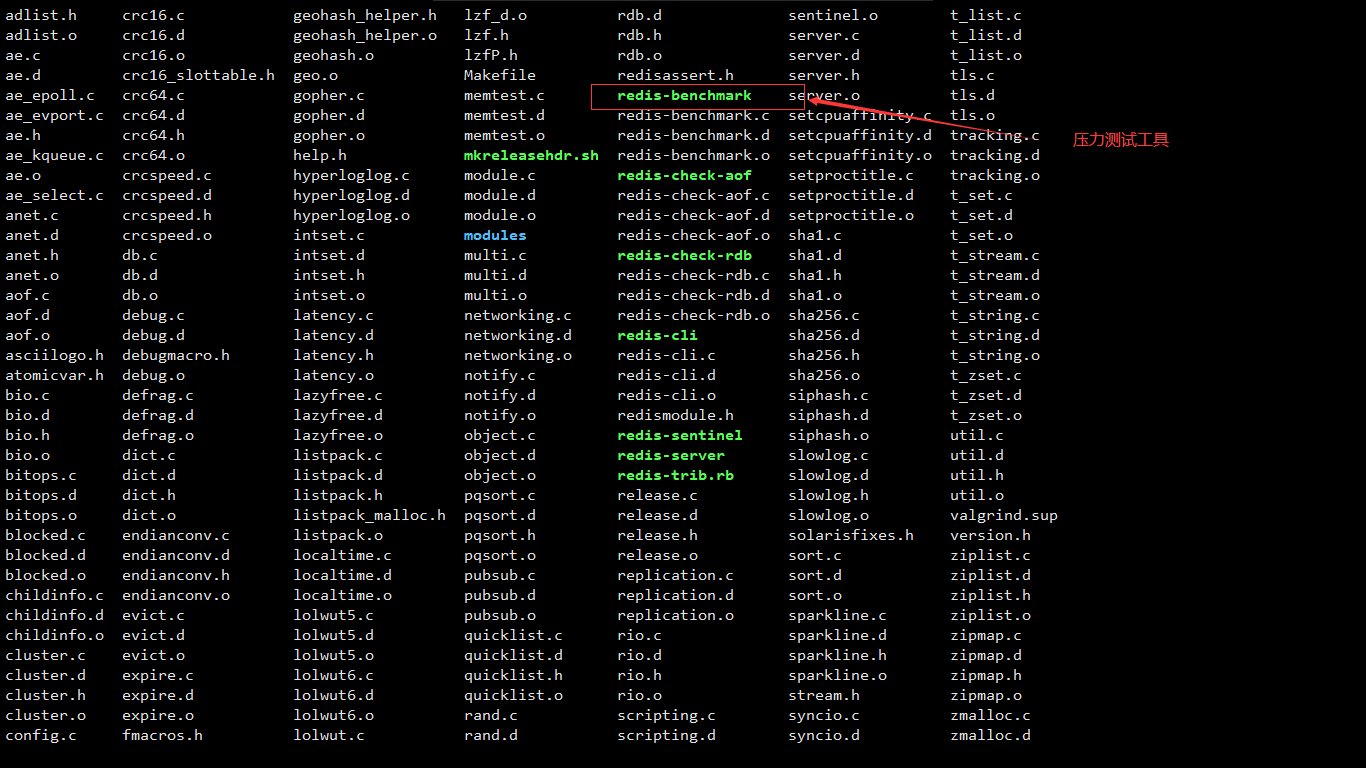 adlist.h crc16.c geohash_helper.h lzf_d.o rdb.d sentinel.o t_list.c
adlist.o crc16.d geohash_helper.o lzf.h rdb.h server.c t_list.d
ae.c crc16.o geohash.o lzfP.h rdb.o server.d t_list.o
ae.d crc16_slottable.h geo.o Makefile redisassert.h server.h tls.c
ae_epoll.c crc64.c gopher.c memtest.c redis-benchmark server.o tls.d
ae_evport.c crc64.d gopher.d memtest.d redis-benchmark.c setcpuaffinity.c tls.o
ae.h crc64.h gopher.o memtest.o redis-benchmark.d setcpuaffinity.d tracking.c
压力测试工具
ae_kqueue.c crc64.o help.h mkreleasehdr.sh redis-benchmark.o setcpuaffinity.o tracking.d
ae.o crcspeed.c hyperloglog.c module.c redis-check-aof setproctitle.c tracking.o
ae_select.c crcspeed.d hyperloglog.d module.d redis-check-aof.c setproctitle.d t_set.c
anet.c crcspeed.h hyperloglog.o module.o redis-check-aof.d setproctitle.o t_set.d
anet.d crcspeed.o intset.c modules redis-check-aof.o sha1.c t_set.o
anet.h db.c intset.d multi.c redis-check-rdb sha1.d t_stream.c
anet.o db.d intset.h multi.d redis-check-rdb.c sha1.h t_stream.d
aof.c db.o intset.o multi.o redis-check-rdb.d sha1.o t_stream.o
aof.d debug.c latency.c networking.c redis-check-rdb.o sha256.c t_string.c
aof.o debug.d latency.d networking.d redis-cli sha256.d t_string.d
asciilogo.h debugmacro.h latency.h networking.o redis-cli.c sha256.h t_string.o
atomicvar.h debug.o latency.o notify.c redis-cli.d sha256.o t_zset.c
bio.c defrag.c lazyfree.c notify.d redis-cli.o siphash.c t_zset.d
bio.d defrag.d lazyfree.d notify.o redismodule.h siphash.d t_zset.o
bio.h defrag.o lazyfree.o object.c redis-sentinel siphash.o util.c
bio.o dict.c listpack.c object.d redis-server slowlog.c util.d
bitops.c dict.d listpack.d object.o redis-trib.rb slowlog.d util.h
bitops.d dict.h listpack.h pqsort.c release.c slowlog.h util.o
bitops.o dict.o listpack_malloc.h pqsort.d release.d slowlog.o valgrind.sup
blocked.c endianconv.c listpack.o pqsort.h release.h solarisfixes.h version.h
blocked.d endianconv.d localtime.c pqsort.o release.o sort.c ziplist.c
blocked.o endianconv.h localtime.d pubsub.c replication.c sort.d ziplist.d
childinfo.c endianconv.o localtime.o pubsub.d replication.d sort.o ziplist.h
childinfo.d evict.c lolwut5.c pubsub.o replication.o sparkline.c ziplist.o
childinfo.o evict.d lolwut5.d quicklist.c rio.c sparkline.d zipmap.c
cluster.c evict.o lolwut5.o quicklist.d rio.d sparkline.h zipmap.d
cluster.d expire.c lolwut6.c quicklist.h rio.h sparkline.o zipmap.h
cluster.h expire.d lolwut6.d quicklist.o rio.o stream.h zipmap.o
cluster.o expire.o lolwut6.o rand.c scripting.c syncio.c zmalloc.c
config.c fmacros.h lolwut.c rand.d scripting.d syncio.d zmalloc.d